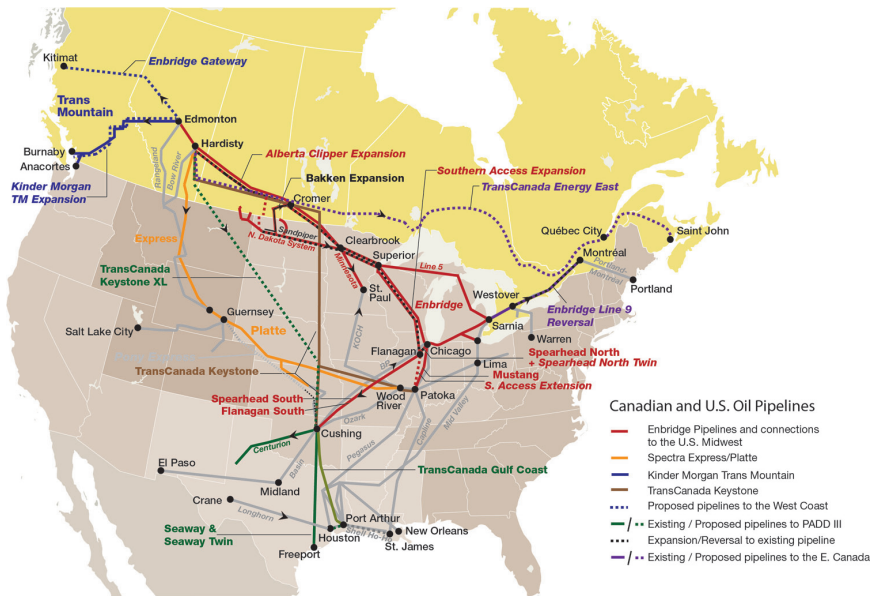 Kitimat
Enbridge Gateway
Trans
Mountain
Edmonton
Hardisty
Burnaby
Anacortes
Rangeland
Bow River
Alberta Clipper Expansion
Southern Access Expansion
Kinder Morgan
TM Expansion
Bakken Expansion
TransCanada Energy East
Cromer
Express
Sandpiper
N. Dakota System
Clearbrook
Québec City
Saint John
Superior
Montréal
TransCanada
Keystone XL
Minnesota
Line 5
Portland-
Montréal
St.
Paul
Westover
Portland
Enbridge
Enbridge Line 9
Reversal
Guernsey
Sarnia
Salt Lake City
Platte
KOCH
Warren
Flanagan
Chicago
Lima
Spearhead North
+ Spearhead North Twin
BP
TransCanada Keystone
Mustang
S. Access Extension
Spearhead South
Flanagan South
Wood
River
Patoka
Canadian and U.S. Oil Pipelines
Ozark
Capline
Mid Valley
Cushing
Enbridge Pipelines and connections
to the U.S. Midwest
Centurion
Pegasus
Spectra Express/Platte
El Paso
Basin
TransCanada Gulf Coast
Kinder Morgan Trans Mountain
Midland
TransCanada Keystone
Crane
Proposed pipelines to the West Coast
Longhorn
Port Arthur
Existing / Proposed pipelines to PADD III
Seaway &
Seaway Twin
Houston
Shell Ho-Ho
New Orleans
St. James
Expansion/Reversal to existing pipeline
Freeport
Existing / Proposed pipelines to the E. Canada